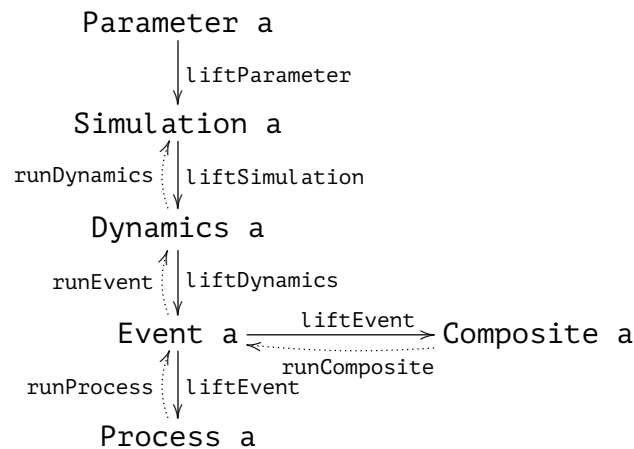 Parameter a
liftParameter
Simulation a
runDynamics
liftSimulation
Dynamics a
runEvent
liftDynamics
liftEvent
Event a
Composite a
runComposite
runProcess
liftEvent
Process a